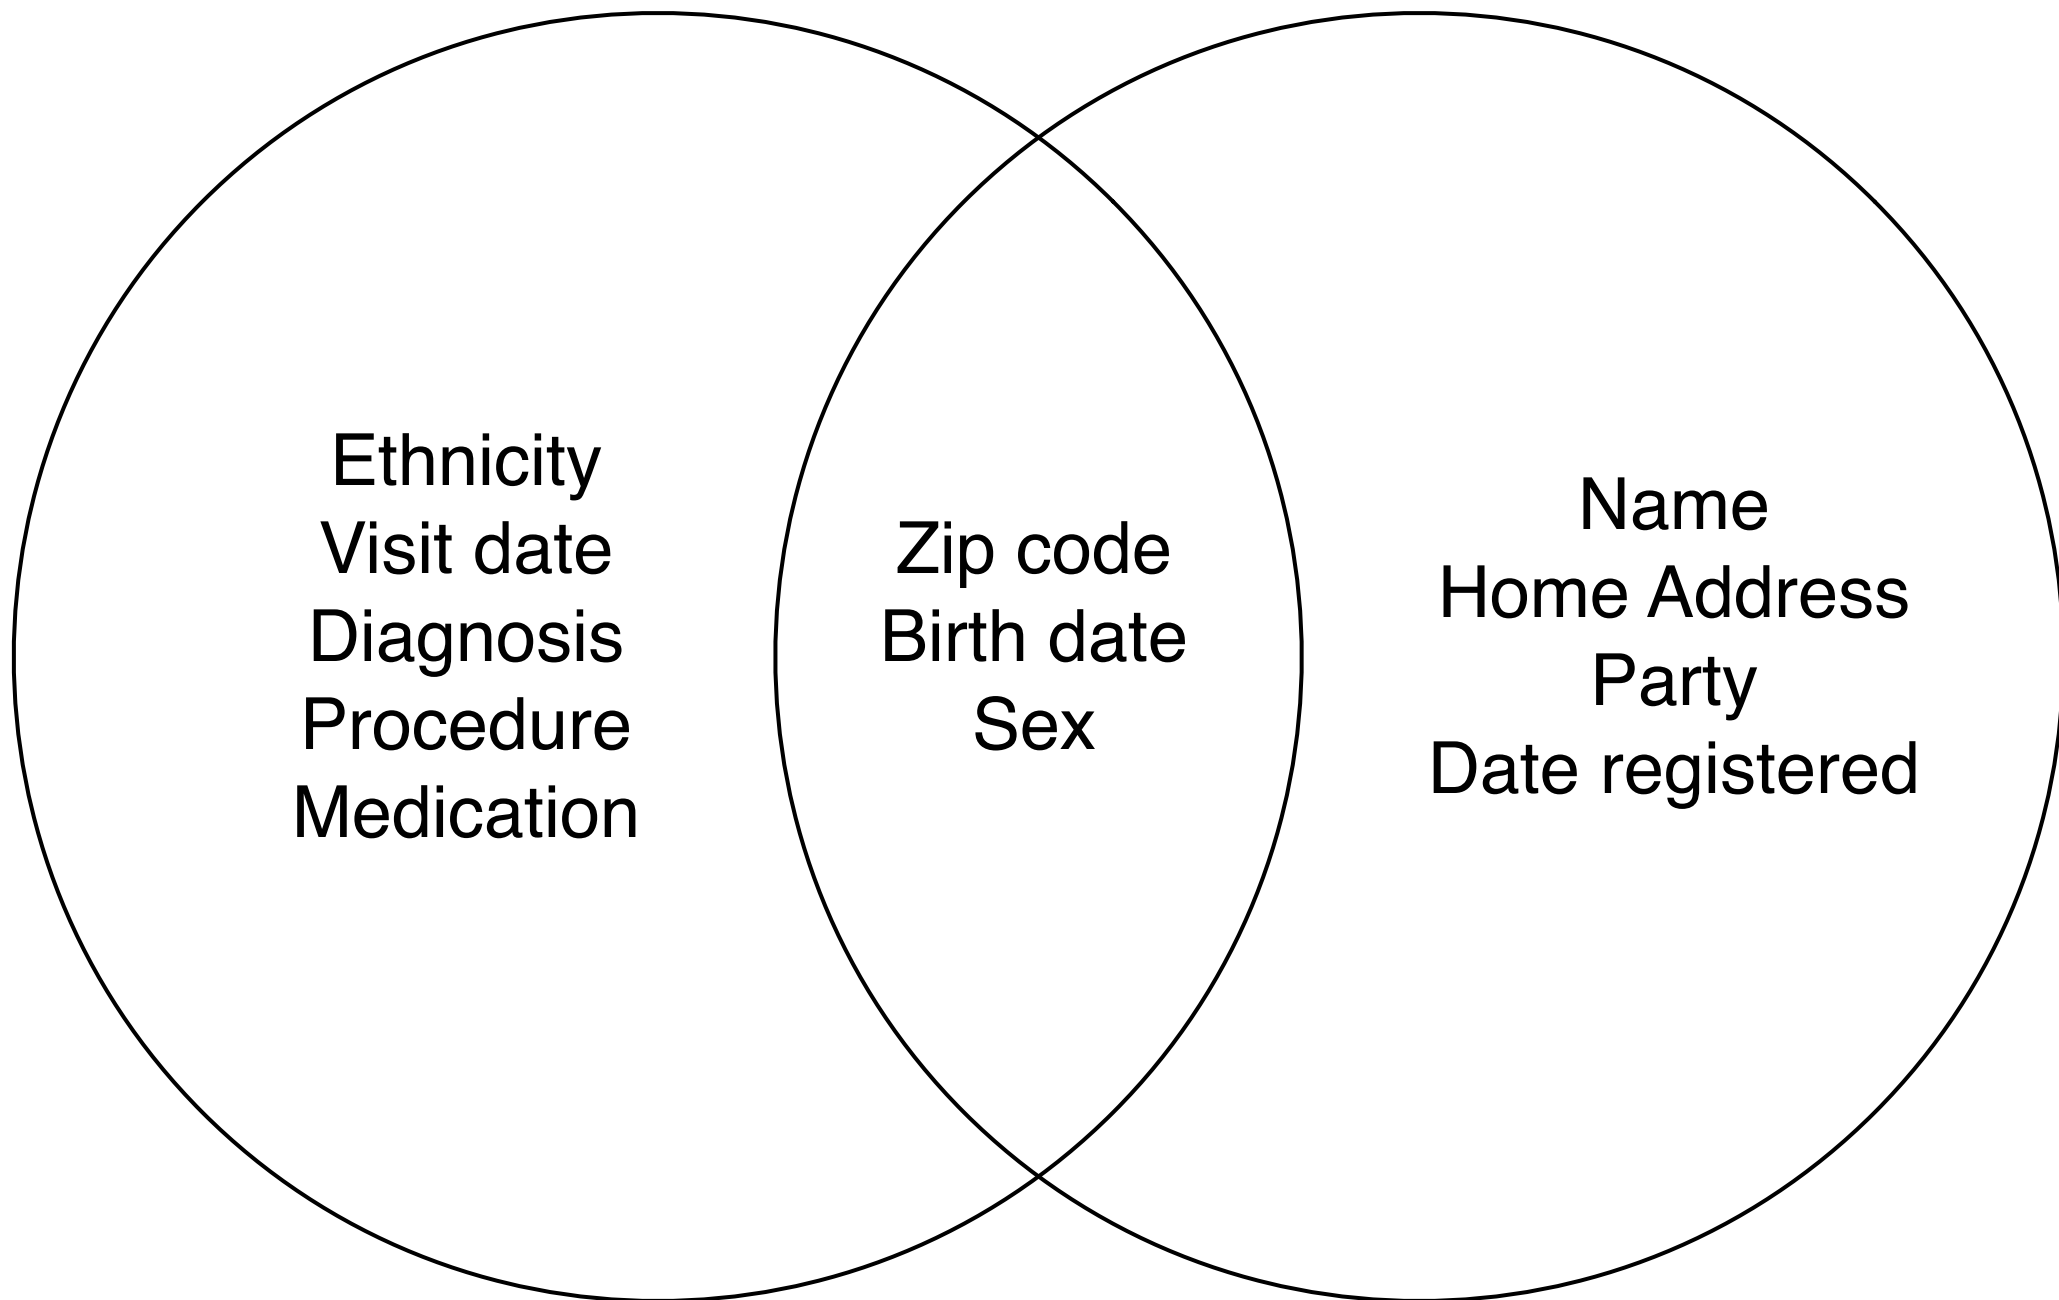 Ethnicity
Visit date
Diagnosis
Procedure
Medication
Zip code
Birth date
Sex
Name
Home Address
Party
Date registered